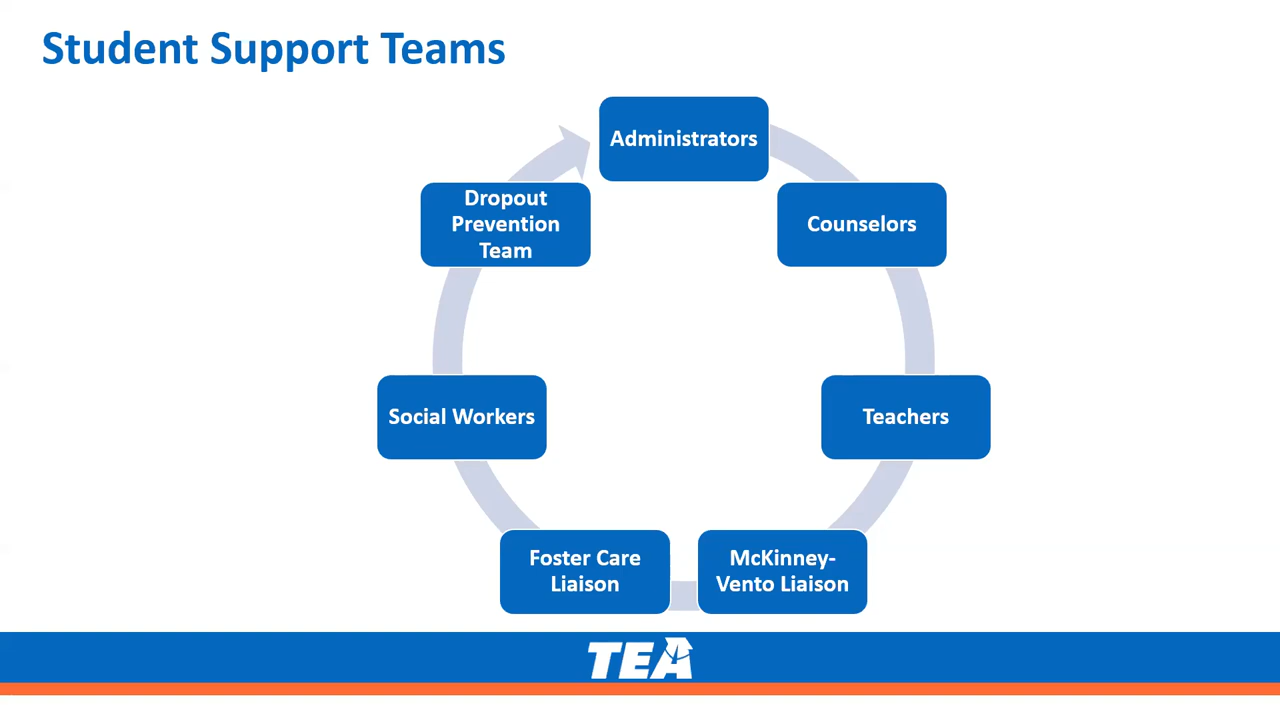 Student Support Teams
Administrators
Counselors
Teachers
McKinney-
Vento Liaison
Foster Care
Liaison
Social Workers
Dropout
Prevention
Team
TEA